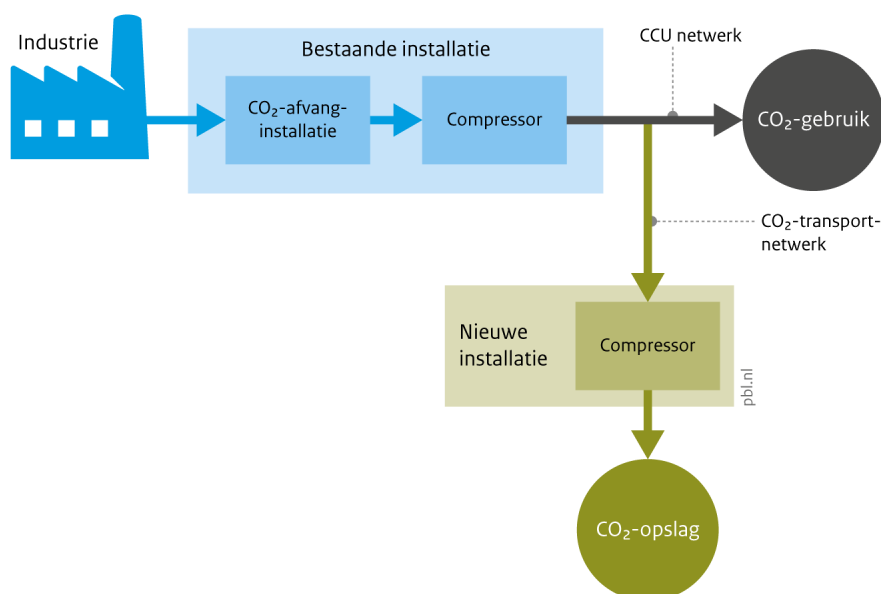 Industrie
Bestaande installatie
CO₂-afvang-
installatie
Compressor
CCU netwerk
CO₂-gebruik
CO₂-transport-
netwerk
Nieuwe
installatie
Compressor
pbl.nl
CO₂-opslag